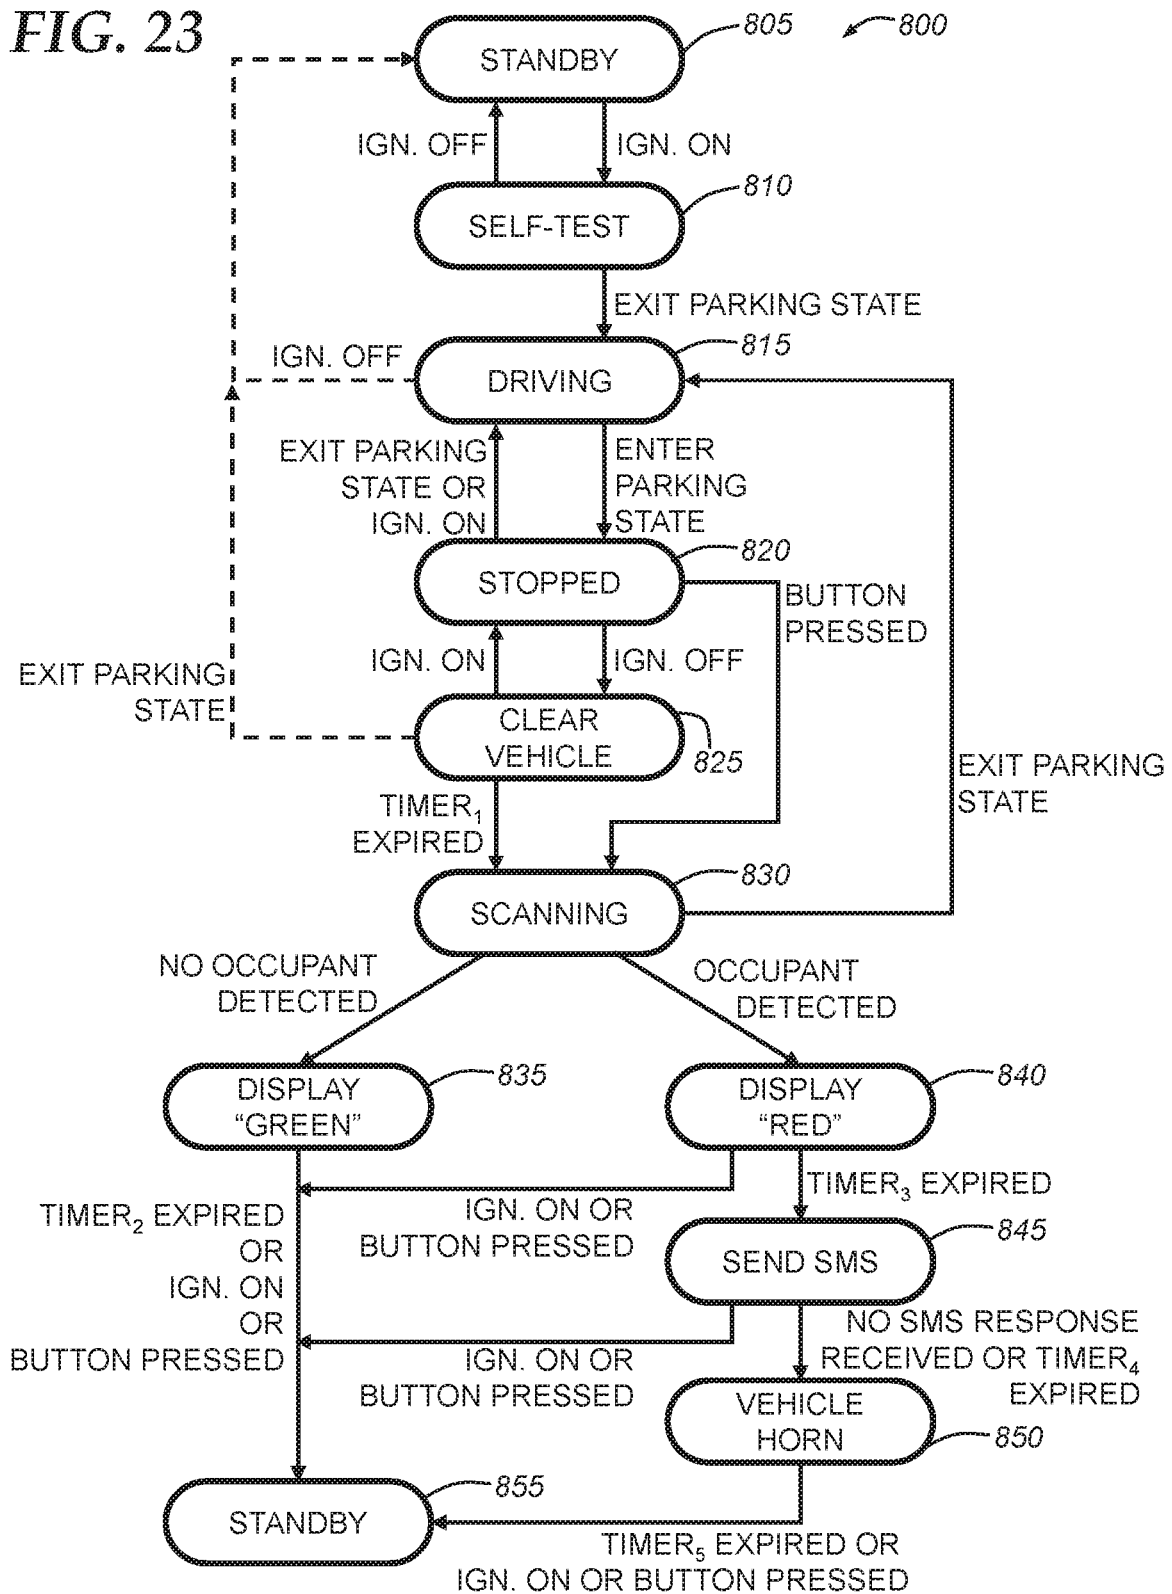 FIG. 23
805
800
STANDBY
IGN. OFF
IGN. ON
810
SELF-TEST
EXIT PARKING STATE
815
IGN. OFF
DRIVING
EXIT PARKING
STATE OR
IGN. ON
ENTER
PARKING
STATE
820
STOPPED
BUTTON
PRESSED
IGN. ON
IGN. OFF
EXIT PARKING
STATE
CLEAR
VEHICLE
825
EXIT PARKING
STATE
TIMER₁
EXPIRED
830
SCANNING
NO OCCUPANT
DETECTED
OCCUPANT
DETECTED
835
DISPLAY
“GREEN”
840
DISPLAY
“RED”
TIMER₃ EXPIRED
IGN. ON OR
BUTTON PRESSED
TIMER₂ EXPIRED
OR
IGN. ON
OR
BUTTON PRESSED
845
SEND SMS
IGN. ON OR
BUTTON PRESSED
NO SMS RESPONSE
RECEIVED OR TIMER₄
EXPIRED
VEHICLE
HORN
850
855
STANDBY
TIMER₅ EXPIRED OR
IGN. ON OR BUTTON PRESSED